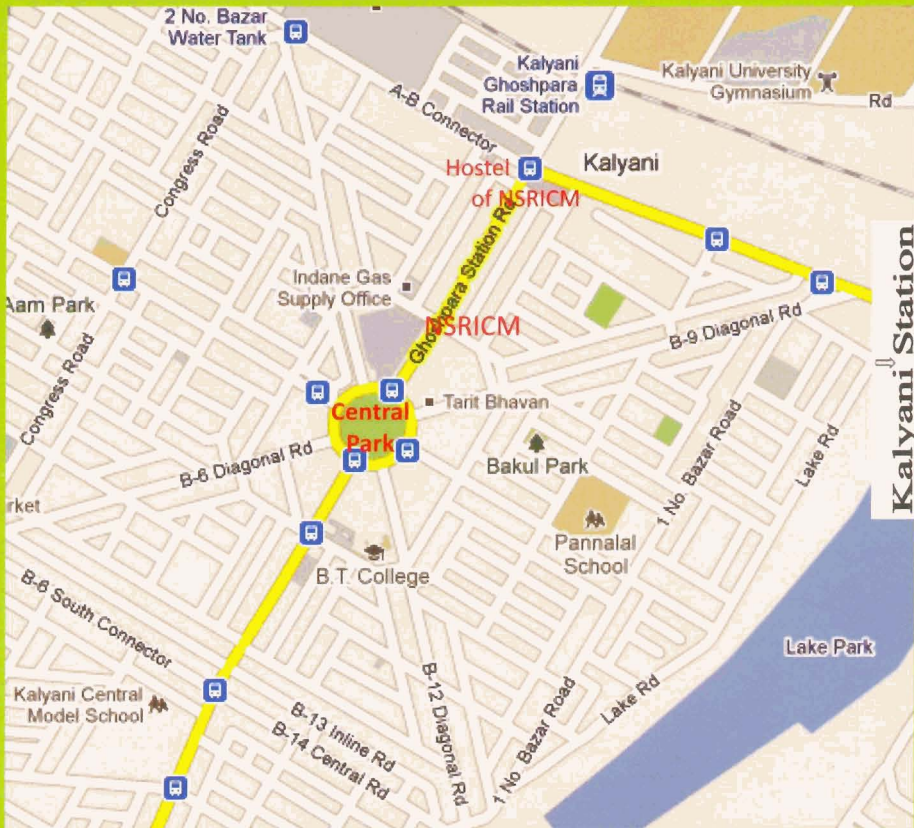 2 No. Bazar
Water Tank
Kalyani
Ghoshpara
Rail Station
Kalyani University
Gymnasium
Rd
A-B Connector
Congress Road
Hostel
of NSRICM
Kalyani
Ghoshpara Station Rd
Indane Gas
Supply Office
NSRICM
Aam Park
B-9 Diagonal Rd
Kalyani Station
Congress Road
Tarit Bhavan
Central
Park
B-6 Diagonal Rd
Bakul Park
1 No. Bazar Road
Lake Rd
rket
Pannalal
School
B.T. College
B-6 South Connector
Lake Park
Kalyani Central
Model School
B-12 Diagonal Rd
1 No. Bazar Road
Lake Rd
B-13 Inline Rd
B-14 Central Rd